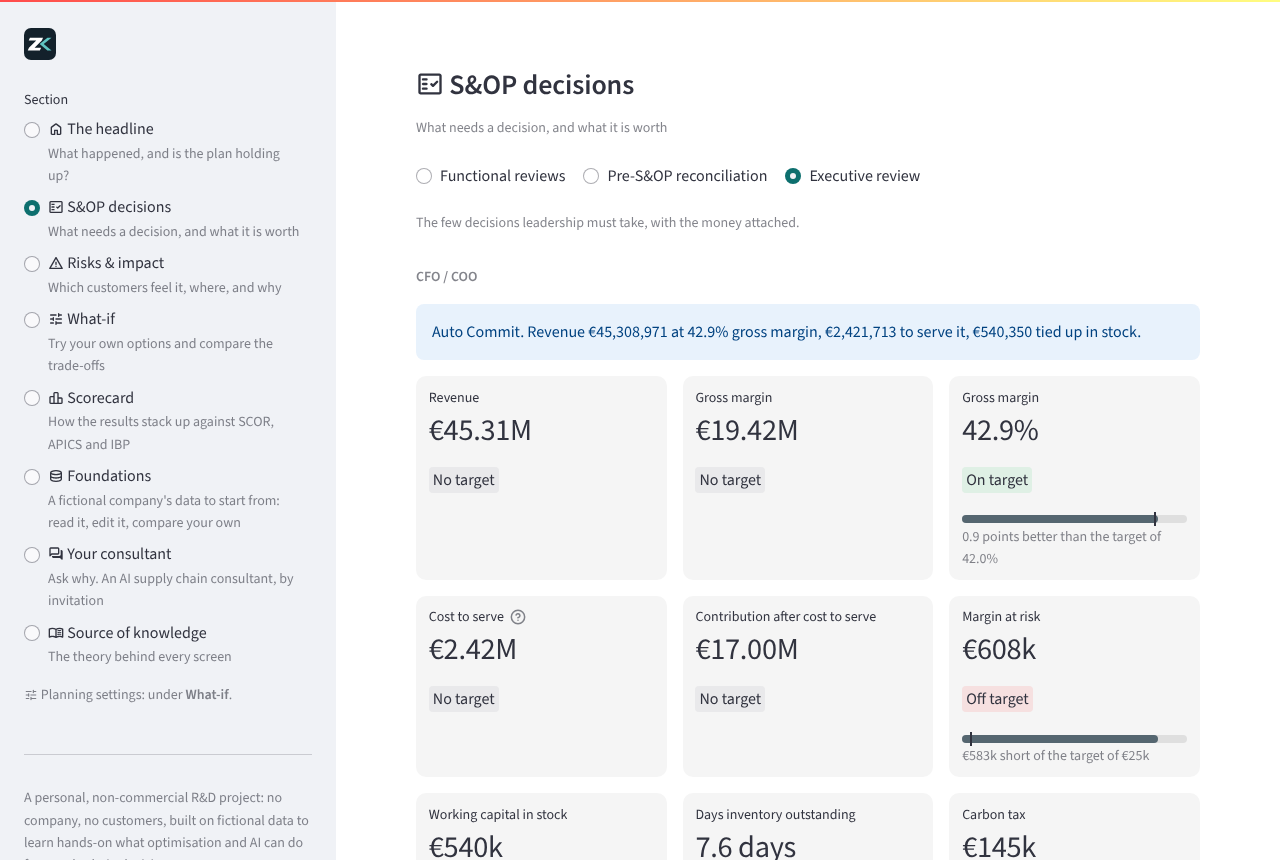 ZK
Section
The headline
What happened, and is the plan holding
up?
S&OP decisions
What needs a decision, and what it is worth
Risks & impact
Which customers feel it, where, and why
What-if
Try your own options and compare the
trade-offs
Scorecard
How the results stack up against SCOR,
APICS and IBP
Foundations
A fictional company's data to start from:
read it, edit it, compare your own
Your consultant
Ask why. An AI supply chain consultant, by
invitation
Source of knowledge
The theory behind every screen
Planning settings: under What-if.
A personal, non-commercial R&D project: no
company, no customers, built on fictional data to
learn hands-on what optimisation and AI can do
S&OP decisions
What needs a decision, and what it is worth
Functional reviews Pre-S&OP reconciliation Executive review
The few decisions leadership must take, with the money attached.
CFO / COO
Auto Commit. Revenue €45,308,971 at 42.9% gross margin, €2,421,713 to serve it, €540,350 tied up in stock.
Revenue
€45.31M
No target
Gross margin
€19.42M
No target
Gross margin
42.9%
On target
0.9 points better than the target of
42.0%
Cost to serve
€2.42M
No target
Contribution after cost to serve
€17.00M
No target
Margin at risk
€608k
Off target
€583k short of the target of €25k
Working capital in stock
€540k
Days inventory outstanding
7.6 days
Carbon tax
€145k